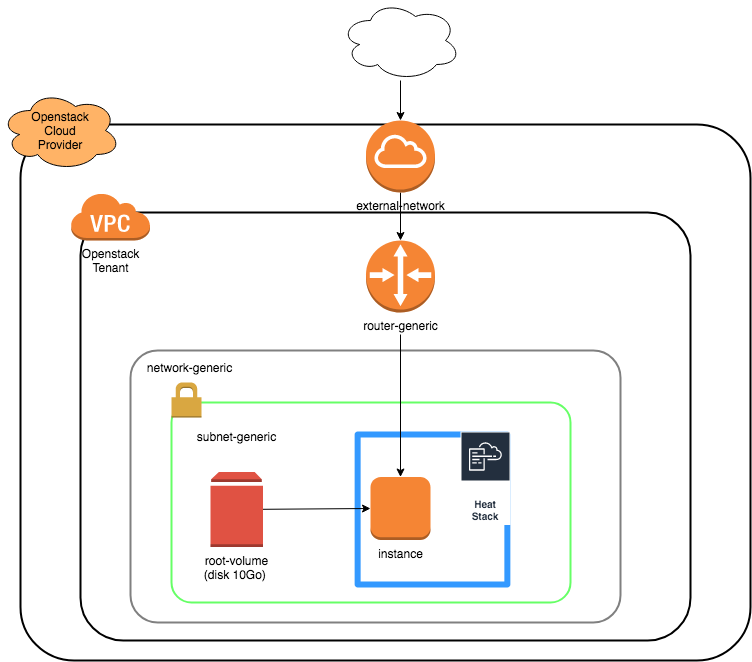 Openstack
Cloud
Provider
external-network
VPC
Openstack
Tenant
router-generic
network-generic
subnet-generic
Heat
Stack
instance
root-volume
(disk 10Go)